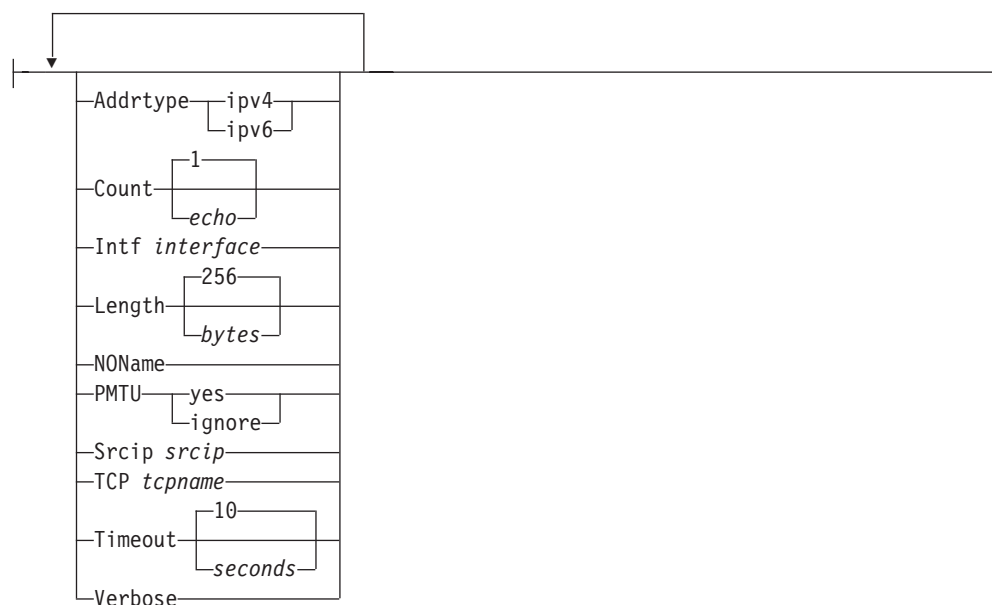 Addrtype ipv4
ipv6
1
Count
echo
Intf interface
256
Length
bytes
NOName
PMTU yes
ignore
Srcip srcip
TCP tcpname
10
Timeout
seconds
Verbose